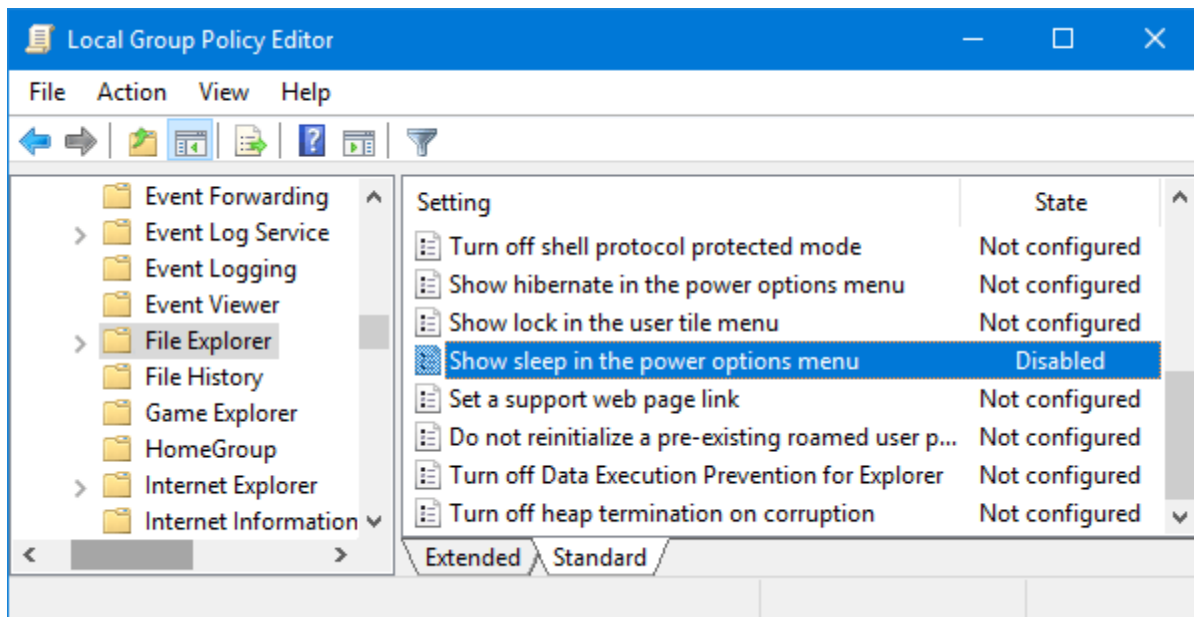 Local Group Policy Editor
File Action View Help
Event Forwarding
Event Log Service
Event Logging
Event Viewer
File Explorer
File History
Game Explorer
HomeGroup
Internet Explorer
Internet Information
Setting State
Turn off shell protocol protected mode Not configured
Show hibernate in the power options menu Not configured
Show lock in the user tile menu Not configured
Show sleep in the power options menu Disabled
Set a support web page link Not configured
Do not reinitialize a pre-existing roamed user p... Not configured
Turn off Data Execution Prevention for Explorer Not configured
Turn off heap termination on corruption Not configured
Extended Standard